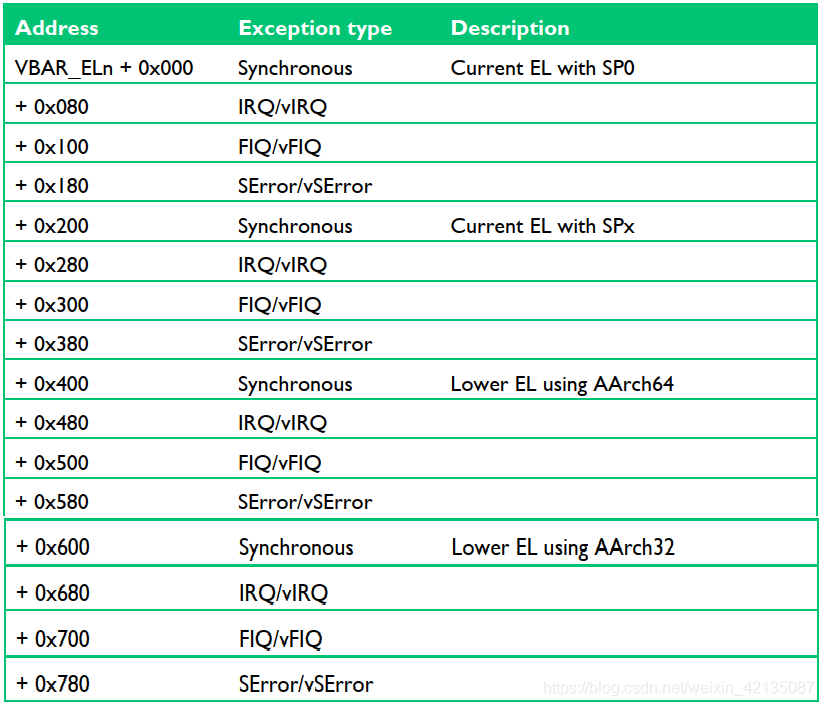 Address Exception type Description
VBAR_ELn + 0x000 Synchronous Current EL with SP0
+ 0x080 IRQ/vIRQ
+ 0x100 FIQ/vFIQ
+ 0x180 SError/vSError
+ 0x200 Synchronous Current EL with SPx
+ 0x280 IRQ/vIRQ
+ 0x300 FIQ/vFIQ
+ 0x380 SError/vSError
+ 0x400 Synchronous Lower EL using AArch64
+ 0x480 IRQ/vIRQ
+ 0x500 FIQ/vFIQ
+ 0x580 SError/vSError
+ 0x600 Synchronous Lower EL using AArch32
+ 0x680 IRQ/vIRQ
+ 0x700 FIQ/vFIQ
+ 0x780 SError/vSError
https://blog.csdn.net/weixin_42135087